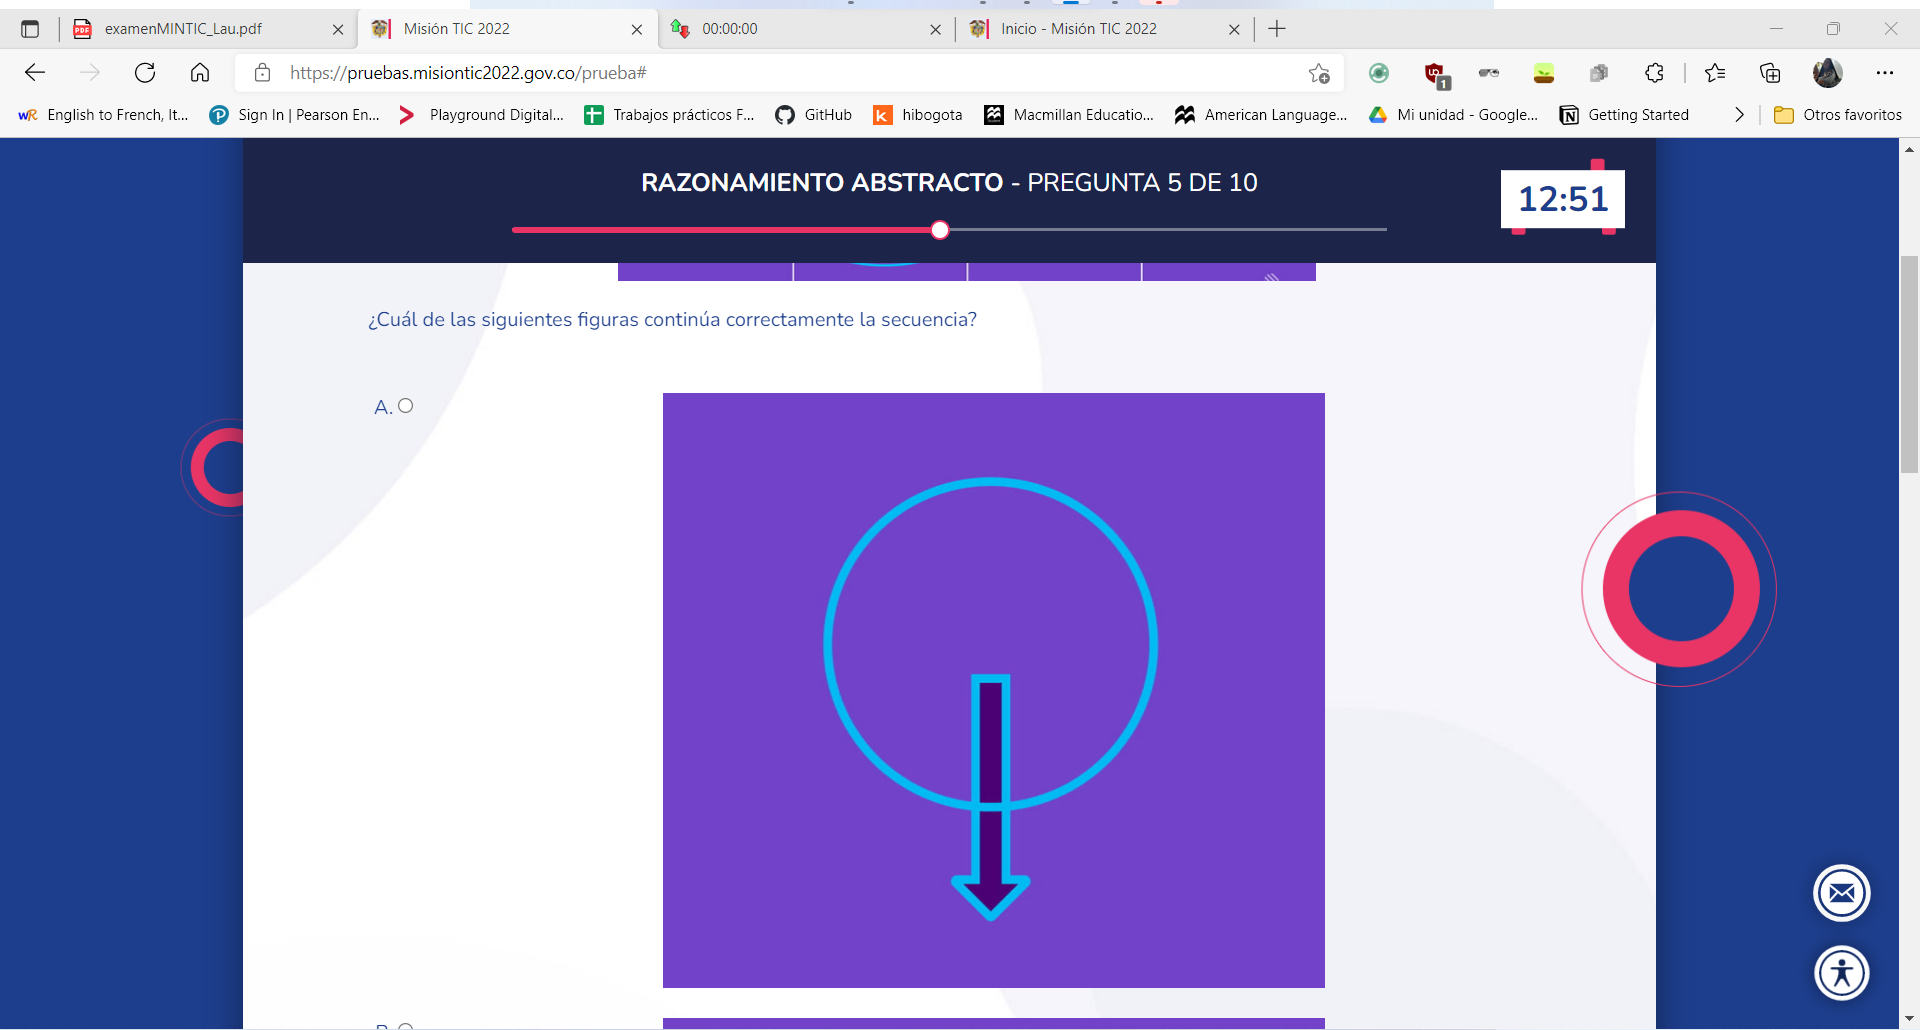 examenMINTIC_Lau.pdf
Misión TIC 2022
00:00:00
Inicio - Misión TIC 2022
https://pruebas.misiontic2022.gov.co/prueba#
1
English to French, It...
Sign In | Pearson En...
Playground Digital...
Trabajos prácticos F...
GitHub
hibogota
Macmillan Educatio...
American Language...
Mi unidad - Google...
Getting Started
Otros favoritos
RAZONAMIENTO ABSTRACTO - PREGUNTA 5 DE 10
12:51
¿Cuál de las siguientes figuras continúa correctamente la secuencia?
A.